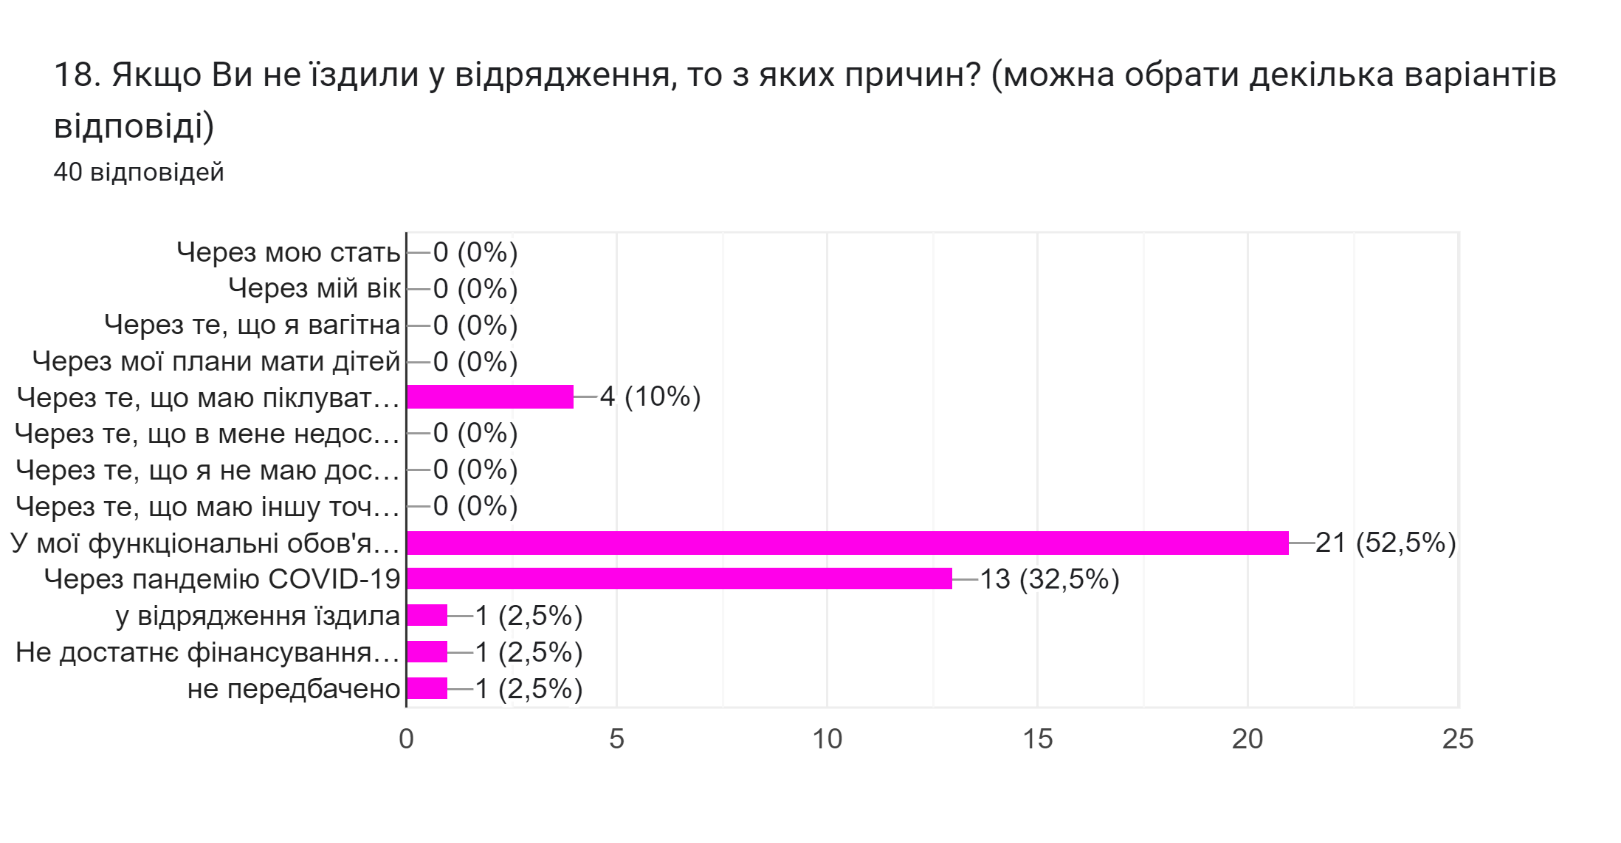 18. Якщо Ви не їздили у відрядження, то з яких причин? (можна обрати декілька варіантів
відповіді)
40 відповідей
Через мою стать 0 (0%)
Через мій вік 0 (0%)
Через те, що я вагітна 0 (0%)
Через мої плани мати дітей 0 (0%)
Через те, що маю піклуват… 4 (10%)
Через те, що в мене недос… 0 (0%)
Через те, що я не маю дос… 0 (0%)
Через те, що маю іншу точ… 0 (0%)
У мої функціональні обов'я… 21 (52,5%)
Через пандемію COVID-19 13 (32,5%)
у відрядження їздила 1 (2,5%)
Не достатнє фінансування… 1 (2,5%)
не передбачено 1 (2,5%)
0 5 10 15 20 25